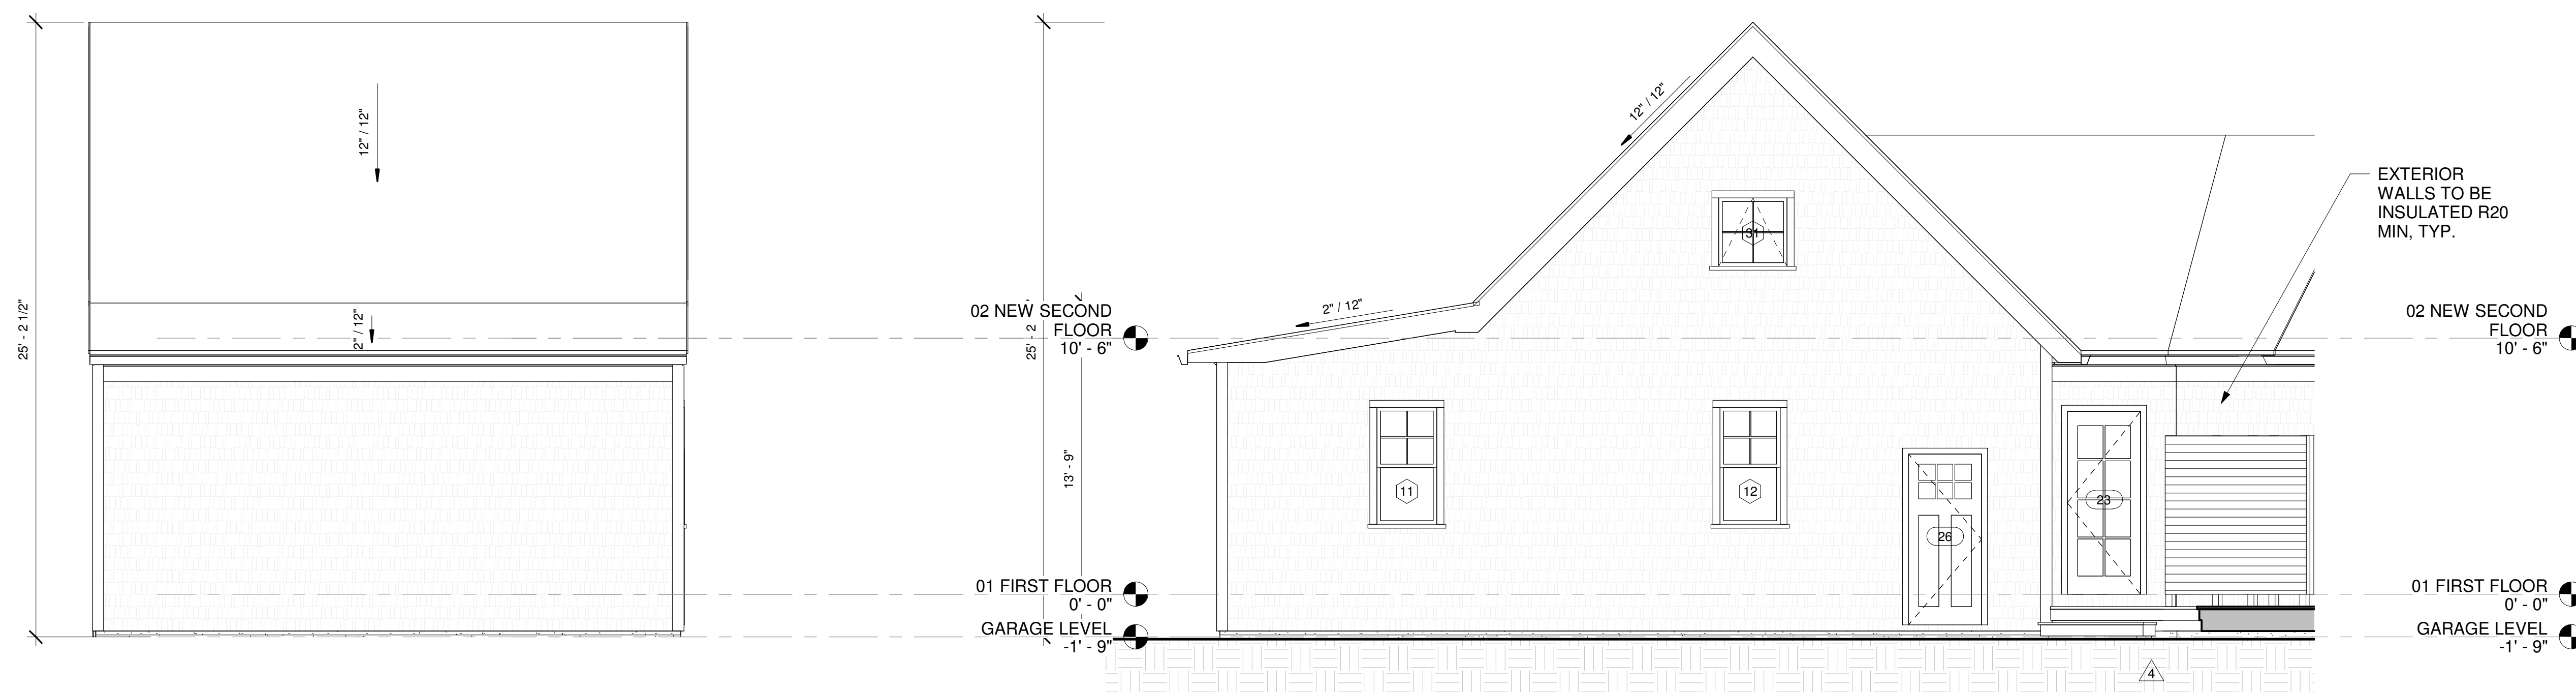 25' - 2 1/2"
12" / 12"
2" / 12"
02 NEW SECOND
FLOOR
10' - 6"
01 FIRST FLOOR
0' - 0"
GARAGE LEVEL
-1' - 9"
25' - 2
13' - 9"
12" / 12"
2" / 12"
31
11
12
26
23
EXTERIOR
WALLS TO BE
INSULATED R20
MIN, TYP.
02 NEW SECOND
FLOOR
10' - 6"
01 FIRST FLOOR
0' - 0"
GARAGE LEVEL
-1' - 9"
4